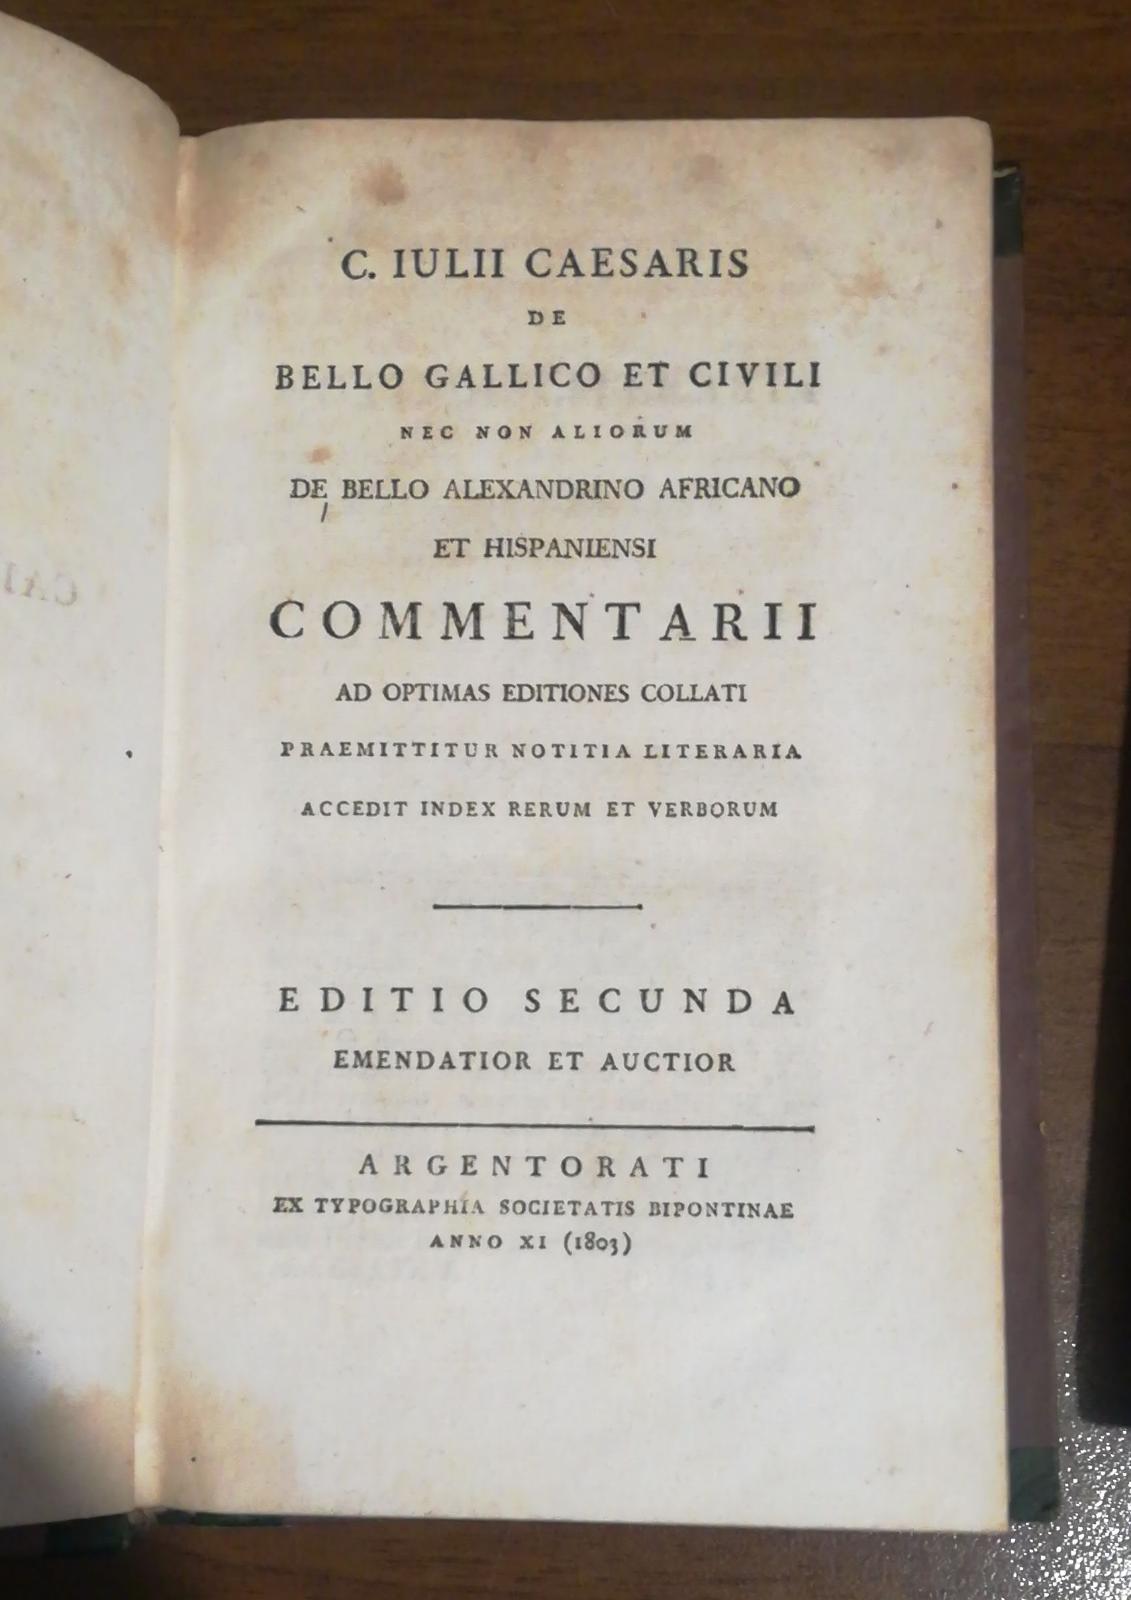 C. IULII CAESARIS
DE
BELLO GALLICO ET CIVILI
NEC NON ALIORUM
DE BELLO ALEXANDRINO AFRICANO
ET HISPANIENSI
COMMENTARII
AD OPTIMAS EDITIONES COLLATI
PRAEMITTITUR NOTITIA LITERARIA
ACCEDIT INDEX RERUM ET VERBORUM
EDITIO SECUNDA
EMENDATIOR ET AUCTIOR
ARGENTORATI
EX TYPOGRAPHIA SOCIETATIS BIPONTINAE
ANNO XI (1803)